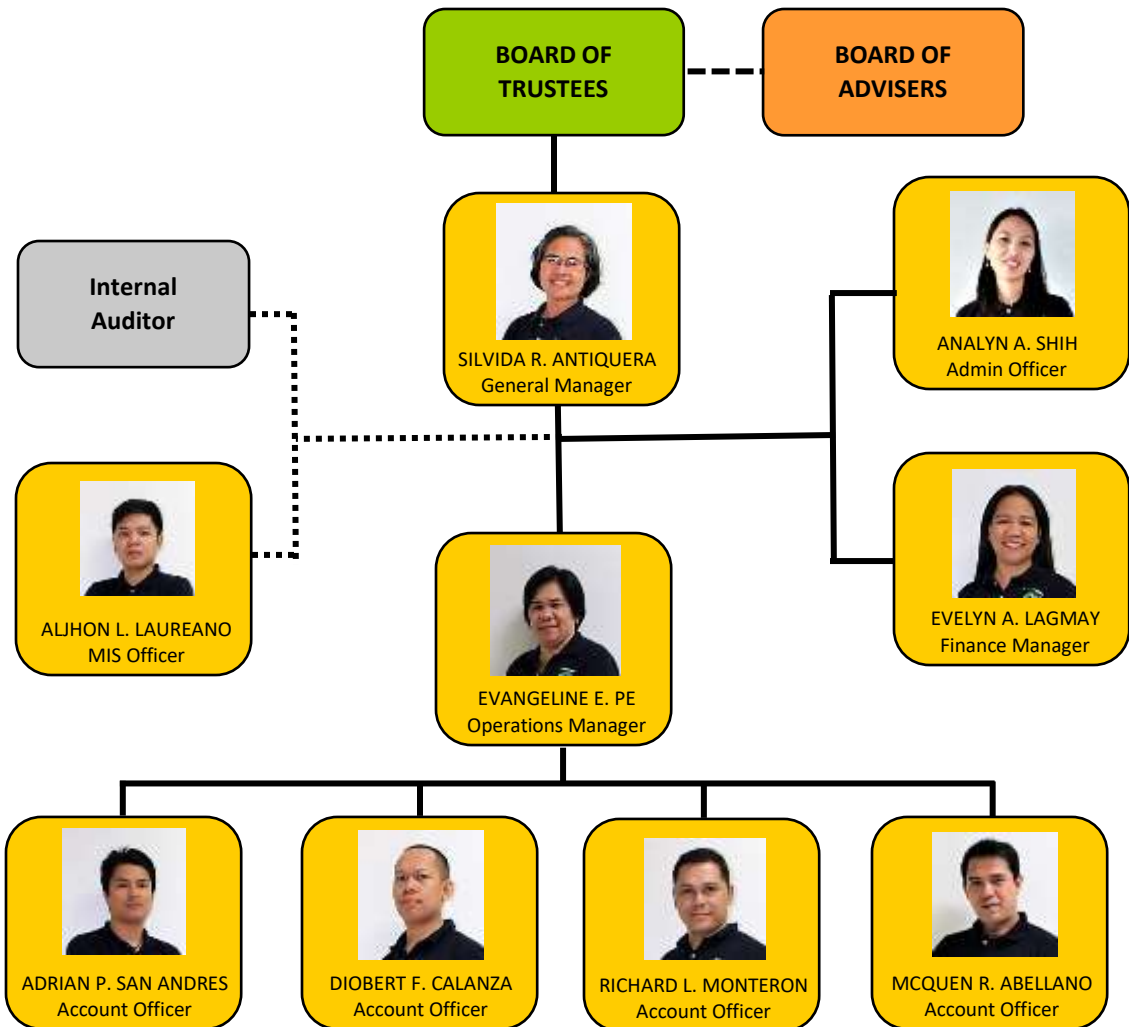 BOARD OF
TRUSTEES
BOARD OF
ADVISERS
SILVIDA R. ANTIQUERA
General Manager
ANALYN A. SHIH
Admin Officer
Internal
Auditor
ALJHON L. LAUREANO
MIS Officer
EVELYN A. LAGMAY
Finance Manager
EVANGELINE E. PE
Operations Manager
ADRIAN P. SAN ANDRES
Account Officer
DIOBERT F. CALANZA
Account Officer
RICHARD L. MONTERON
Account Officer
MCQUEN R. ABELLANO
Account Officer